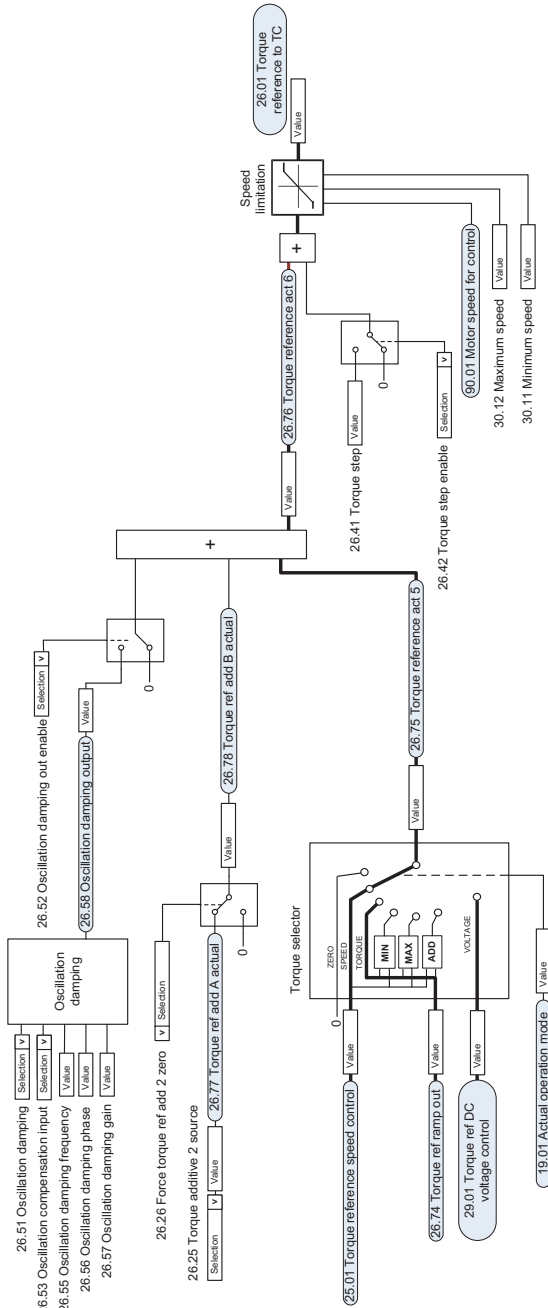 26.51 Oscillation damping
Selection
v
6.53 Oscillation compensation input
Selection
v
26.55 Oscillation damping frequency
Value
26.56 Oscillation damping phase
Value
26.57 Oscillation damping gain
Value
Oscillation
damping
26.52 Oscillation damping out enable
Selection
v
26.58 Oscillation damping output
Value
0
26.26 Force torque ref add 2 zero
v
Selection
26.25 Torque additive 2 source
Selection
v
Value
26.77 Torque ref add A actual
0
Value
26.78 Torque ref add B actual
+
Value
26.76 Torque reference act 6
+
Speed
limitation
Value
26.01 Torque
reference to TC
26.41 Torque step
Value
0
26.42 Torque step enable
Selection
v
90.01 Motor speed for control
30.12 Maximum speed
Value
30.11 Minimum speed
Value
Torque selector
0
ZERO
SPEED
TORQUE
MIN
MAX
ADD
VOLTAGE
25.01 Torque reference speed control
Value
26.74 Torque ref ramp out
Value
29.01 Torque ref DC
voltage control
Value
19.01 Actual operation mode
Value
Value
26.75 Torque reference act 5